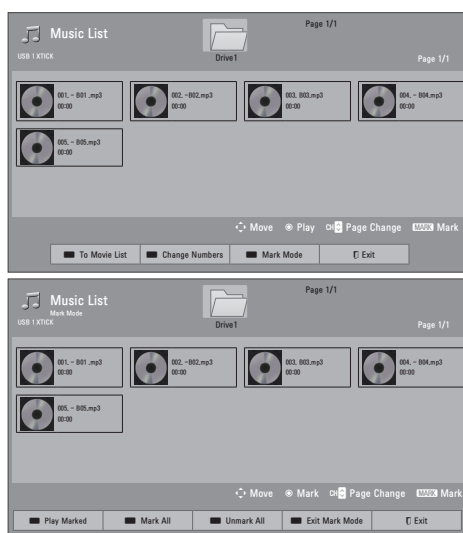 Page 1/1
Music List
USB 1 XTICK
Drive1
Page 1/1
001, - B01 .mp3
00:00
002, -B02.mp3
00:00
003, B03.mp3
00:00
004, - B04.mp3
00:00
005, - B05.mp3
00:00
Move Play CH Page Change MARK Mark
To Movie List Change Numbers Mark Mode Exit
Page 1/1
Music List
Mark Mode
USB 1 XTICK
Drive1
Page 1/1
001, - B01 .mp3
00:00
002, -B02.mp3
00:00
003, B03.mp3
00:00
004, - B04.mp3
00:00
005, - B05.mp3
00:00
Move Mark CH Page Change MARK Mark
Play Marked Mark All Unmark All Exit Mark Mode Exit